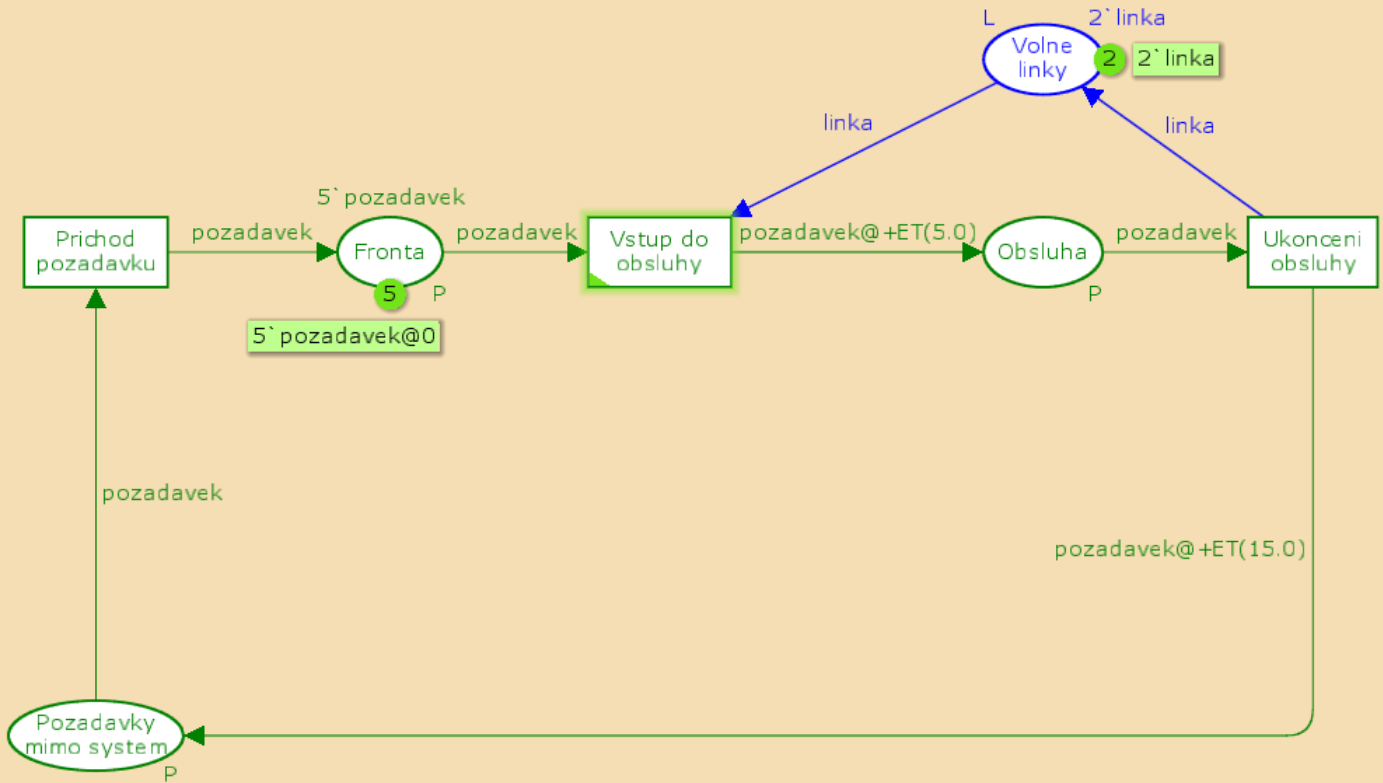 L
2`linka
Volne
linky
2
2`linka
linka
linka
5`pozadavek
Prichod
pozadavku
pozadavek
Fronta
pozadavek
Vstup do
obsluhy
pozadavek@+ET(5.0)
Obsluha
pozadavek
Ukonceni
obsluhy
5
P
P
5`pozadavek@0
pozadavek
pozadavek@+ET(15.0)
Pozadavky
mimo system
P